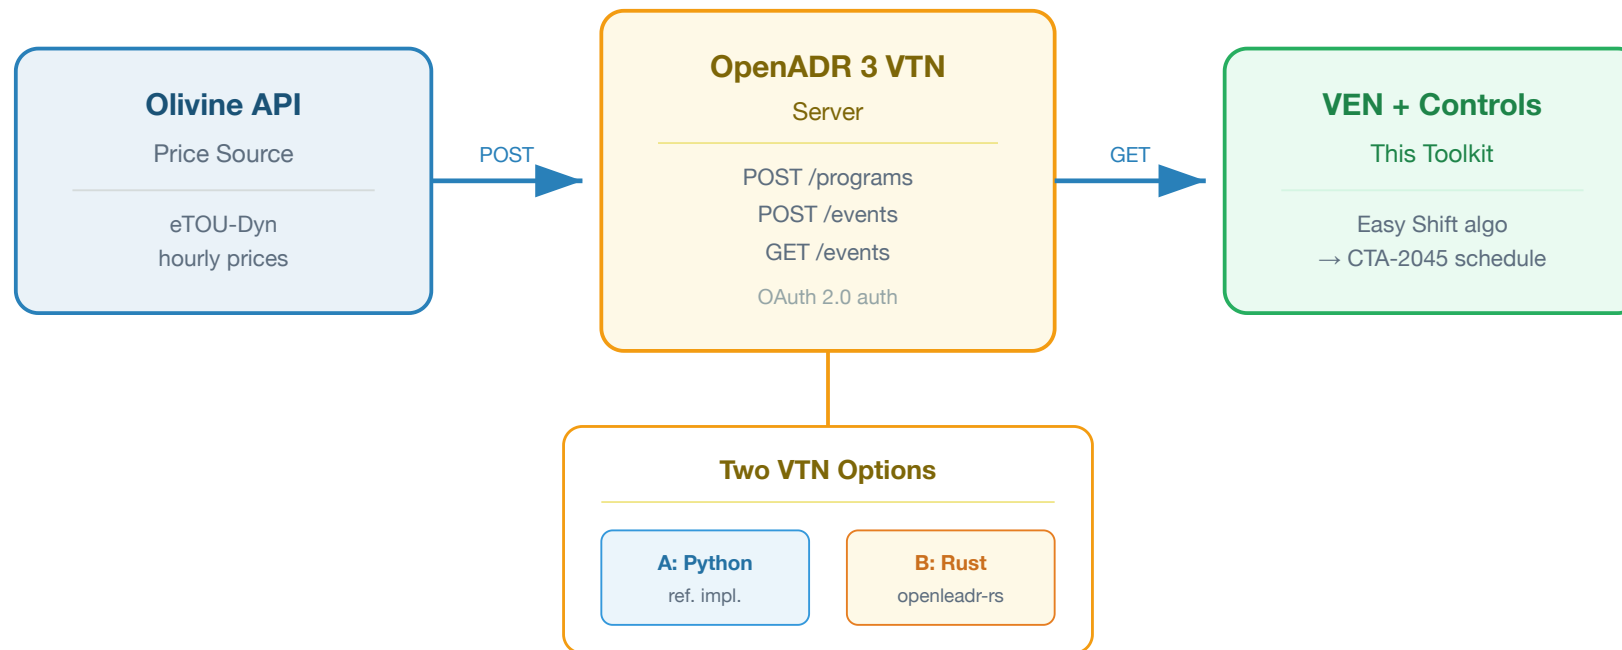 Olivine API
Price Source
eTOU-Dyn
hourly prices
POST
OpenADR 3 VTN
Server
POST /programs
POST /events
GET /events
OAuth 2.0 auth
GET
VEN + Controls
This Toolkit
Easy Shift algo
→ CTA-2045 schedule
Two VTN Options
A: Python
ref. impl.
B: Rust
openleadr-rs